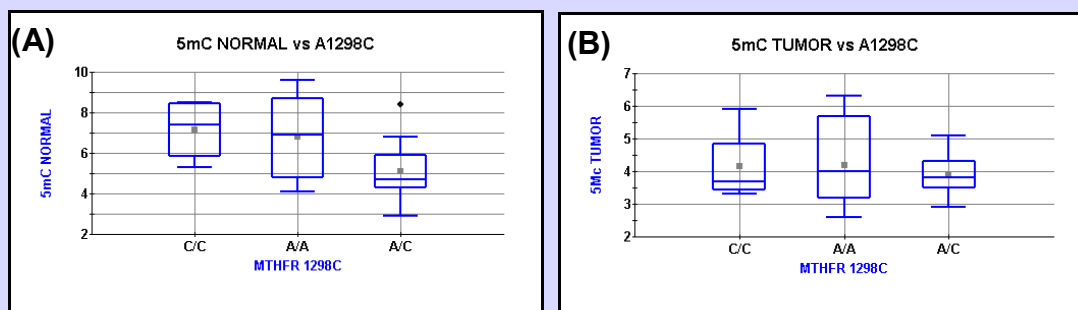 (A)
5mC NORMAL vs A1298C
10
8
6
4
2
5mC NORMAL
C/C A/A A/C
MTHFR 1298C
(B)
5mC TUMOR vs A1298C
7
6
5
4
3
2
5Mc TUMOR
C/C A/A A/C
MTHFR 1298C